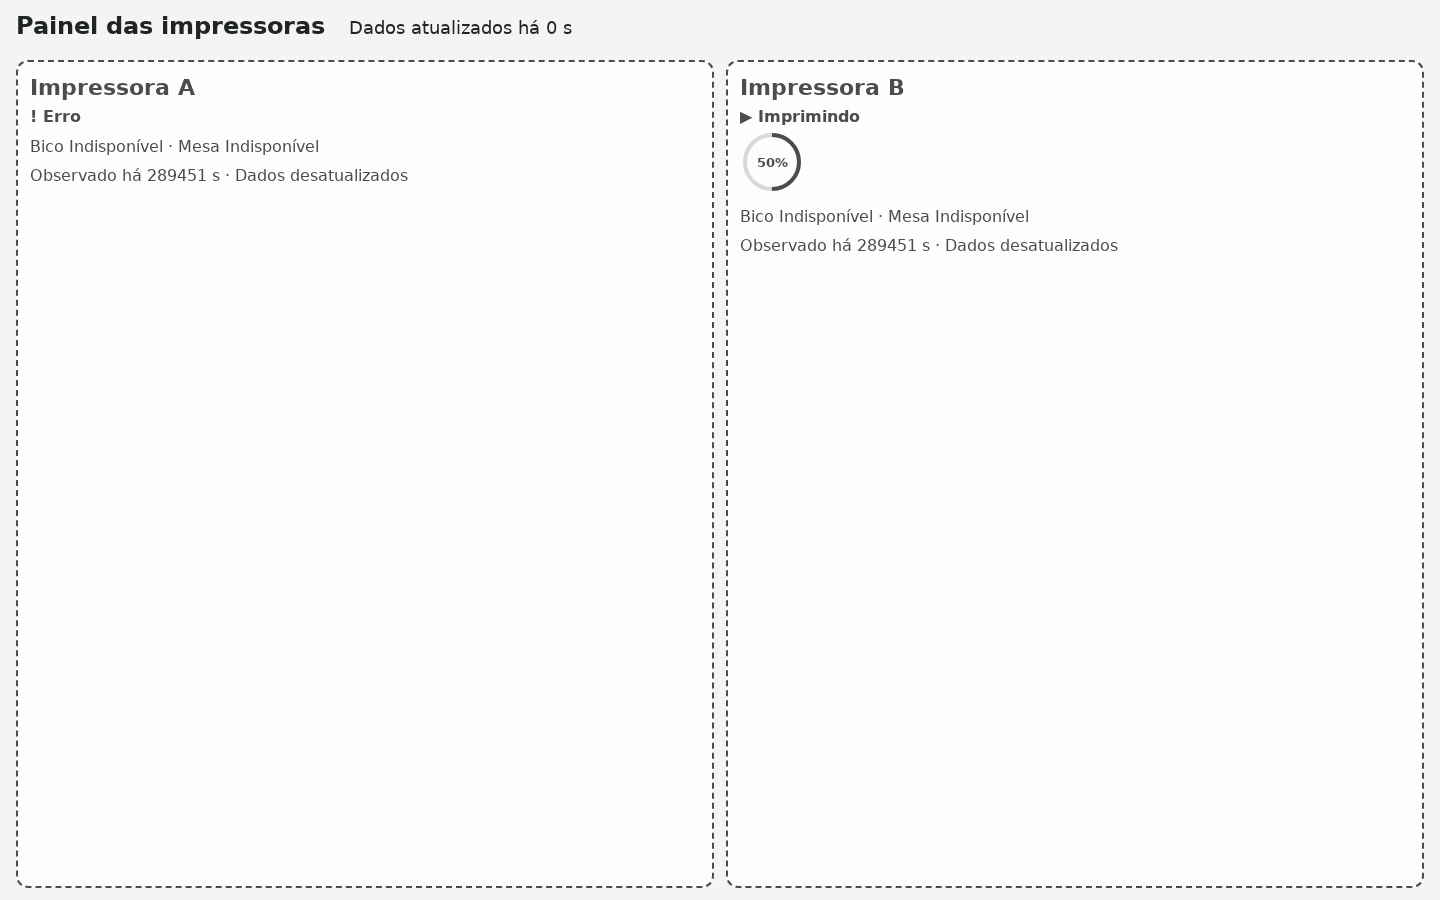 Painel das impressoras
Dados atualizados há 0 s
Impressora A
! Erro
Bico Indisponível · Mesa Indisponível
Observado há 289451 s · Dados desatualizados
Impressora B
▶ Imprimindo
50%
Bico Indisponível · Mesa Indisponível
Observado há 289451 s · Dados desatualizados